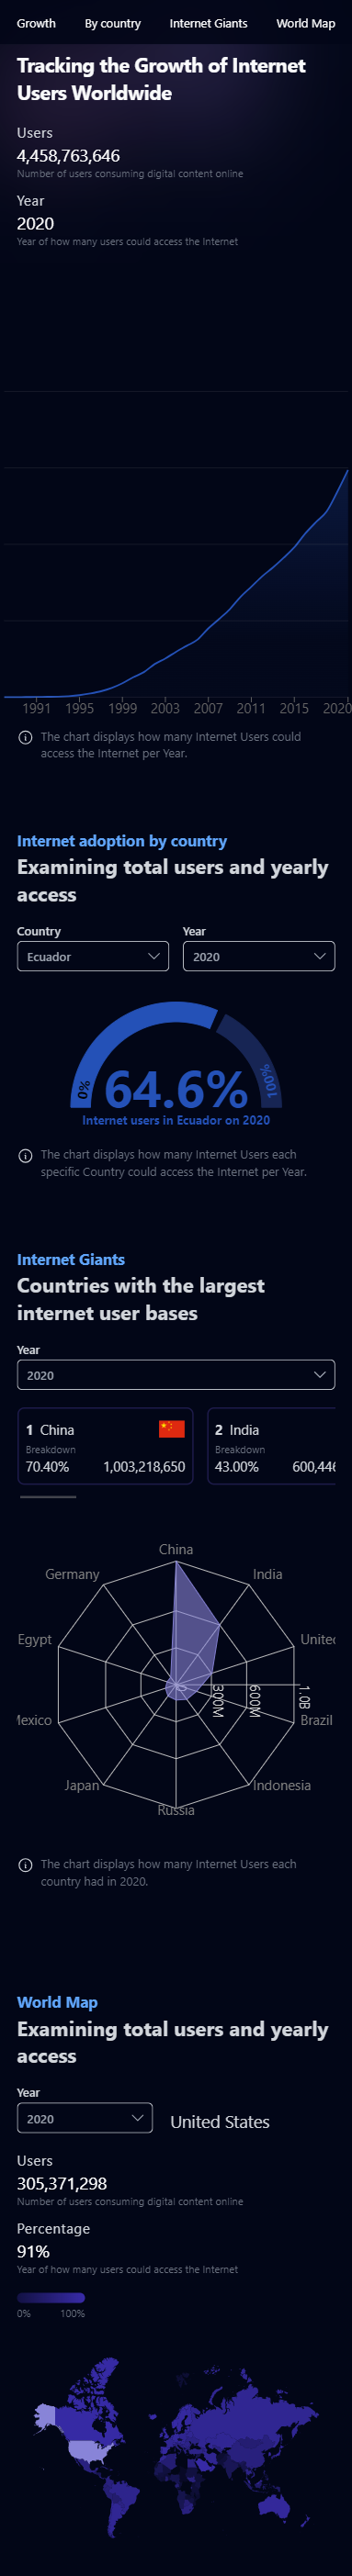 Growth By country Internet Giants World Map
Tracking the Growth of Internet
Users Worldwide
Users
4,458,763,646
Number of users consuming digital content online
Year
2020
Year of how many users could access the Internet
1991 1995 1999 2003 2007 2011 2015 2020
The chart displays how many Internet Users could
access the Internet per Year.
Internet adoption by country
Examining total users and yearly
access
Country Year
Ecuador 2020
0% 64.6% 100%
Internet users in Ecuador on 2020
The chart displays how many Internet Users each
specific Country could access the Internet per Year.
Internet Giants
Countries with the largest
internet user bases
Year
2020
1 China 2 India
Breakdown Breakdown
70.40% 1,003,218,650 43.00% 600,446
China
Germany India
Egypt Unite
0 300M 600M 1.0B
Mexico Brazil
Japan Indonesia
Russia
The chart displays how many Internet Users each
country had in 2020.
World Map
Examining total users and yearly
access
Year
2020 United States
Users
305,371,298
Number of users consuming digital content online
Percentage
91%
Year of how many users could access the Internet
0% 100%